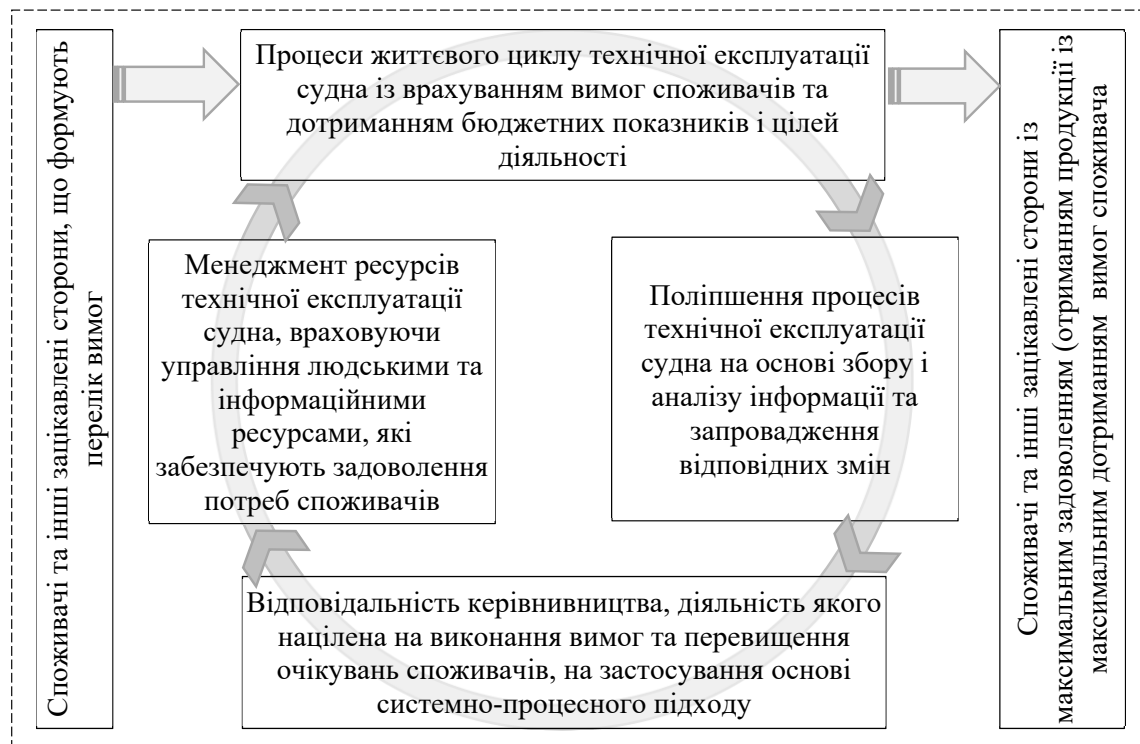 Споживачі та інші зацікавлені сторони, що формують
перелік вимог
Процеси життєвого циклу технічної експлуатації
судна із врахуванням вимог споживачів та
дотриманням бюджетних показників і цілей
діяльності
Менеджмент ресурсів
технічної експлуатації
судна, враховуючи
управління людськими та
інформаційними
ресурсами, які
забезпечують задоволення
потреб споживачів
Поліпшення процесів
технічної експлуатації
судна на основі збору і
аналізу інформації та
запровадження
відповідних змін
Відповідальність керівнивництва, діяльність якого
націлена на виконання вимог та перевищення
очікувань споживачів, на застосування основі
системно-процесного підходу
Споживачі та інші зацікавлені сторони із
максимальним задоволенням (отриманням продукції із
максимальним дотриманням вимог споживача